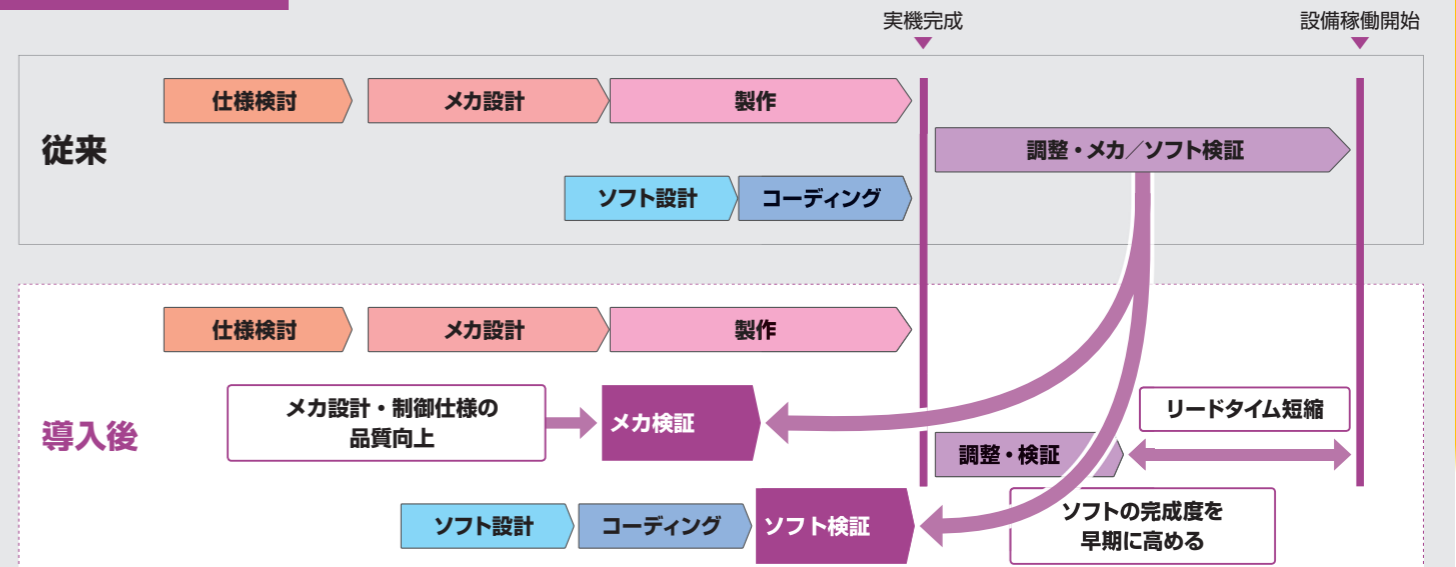 実機完成
設備稼働開始
従来
仕様検討
メカ設計
製作
調整・メカ/ソフト検証
ソフト設計
コーディング
導入後
仕様検討
メカ設計
製作
メカ設計・制御仕様の
品質向上
メカ検証
リードタイム短縮
調整・検証
ソフト設計
コーディング
ソフト検証
ソフトの完成度を
早期に高める